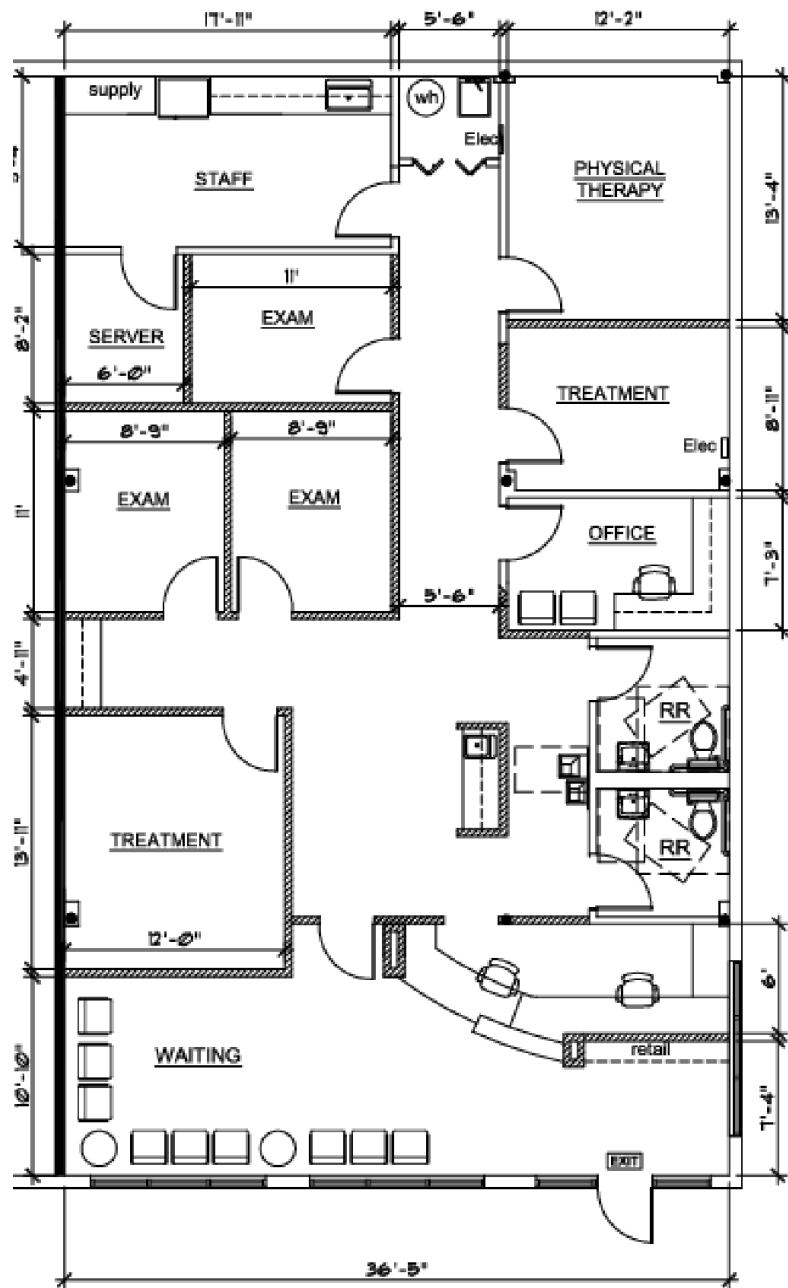 17'-11"
5'-6"
12'-2"
supply
wh
Elec
STAFF
PHYSICAL
THERAPY
13'-4"
11'
EXAM
8'-2"
SERVER
6'-0"
TREATMENT
8'-11"
Elec
8'-9"
8'-9"
EXAM
EXAM
11'
OFFICE
7'-3"
5'-6"
4'-11"
RR
TREATMENT
13'-11"
RR
12'-0"
6'
WAITING
retail
10'-10"
7'-4"
EXIT
36'-5"